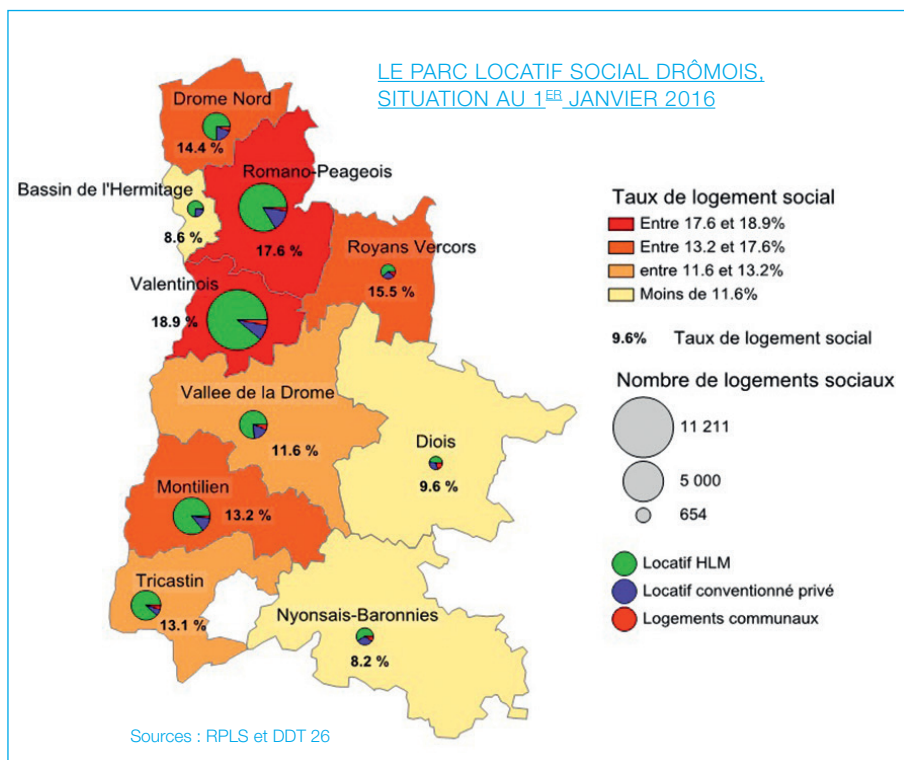 LE PARC LOCATIF SOCIAL DRÔMOIS,
SITUATION AU 1ER JANVIER 2016
Drome Nord
14.4 %
Romano-Peageois
17.6 %
Bassin de l'Hermitage
8.6 %
Royans Vercors
15.5 %
Valentinois
18.9 %
Vallee de la Drome
11.6 %
Diois
9.6 %
Montilien
13.2 %
Tricastin
13.1 %
Nyonsais-Baronnies
8.2 %
Taux de logement social
Entre 17.6 et 18.9%
Entre 13.2 et 17.6%
entre 11.6 et 13.2%
Moins de 11.6%
9.6% Taux de logement social
Nombre de logements sociaux
11 211
5 000
654
Locatif HLM
Locatif conventionné privé
Logements communaux
Sources : RPLS et DDT 26